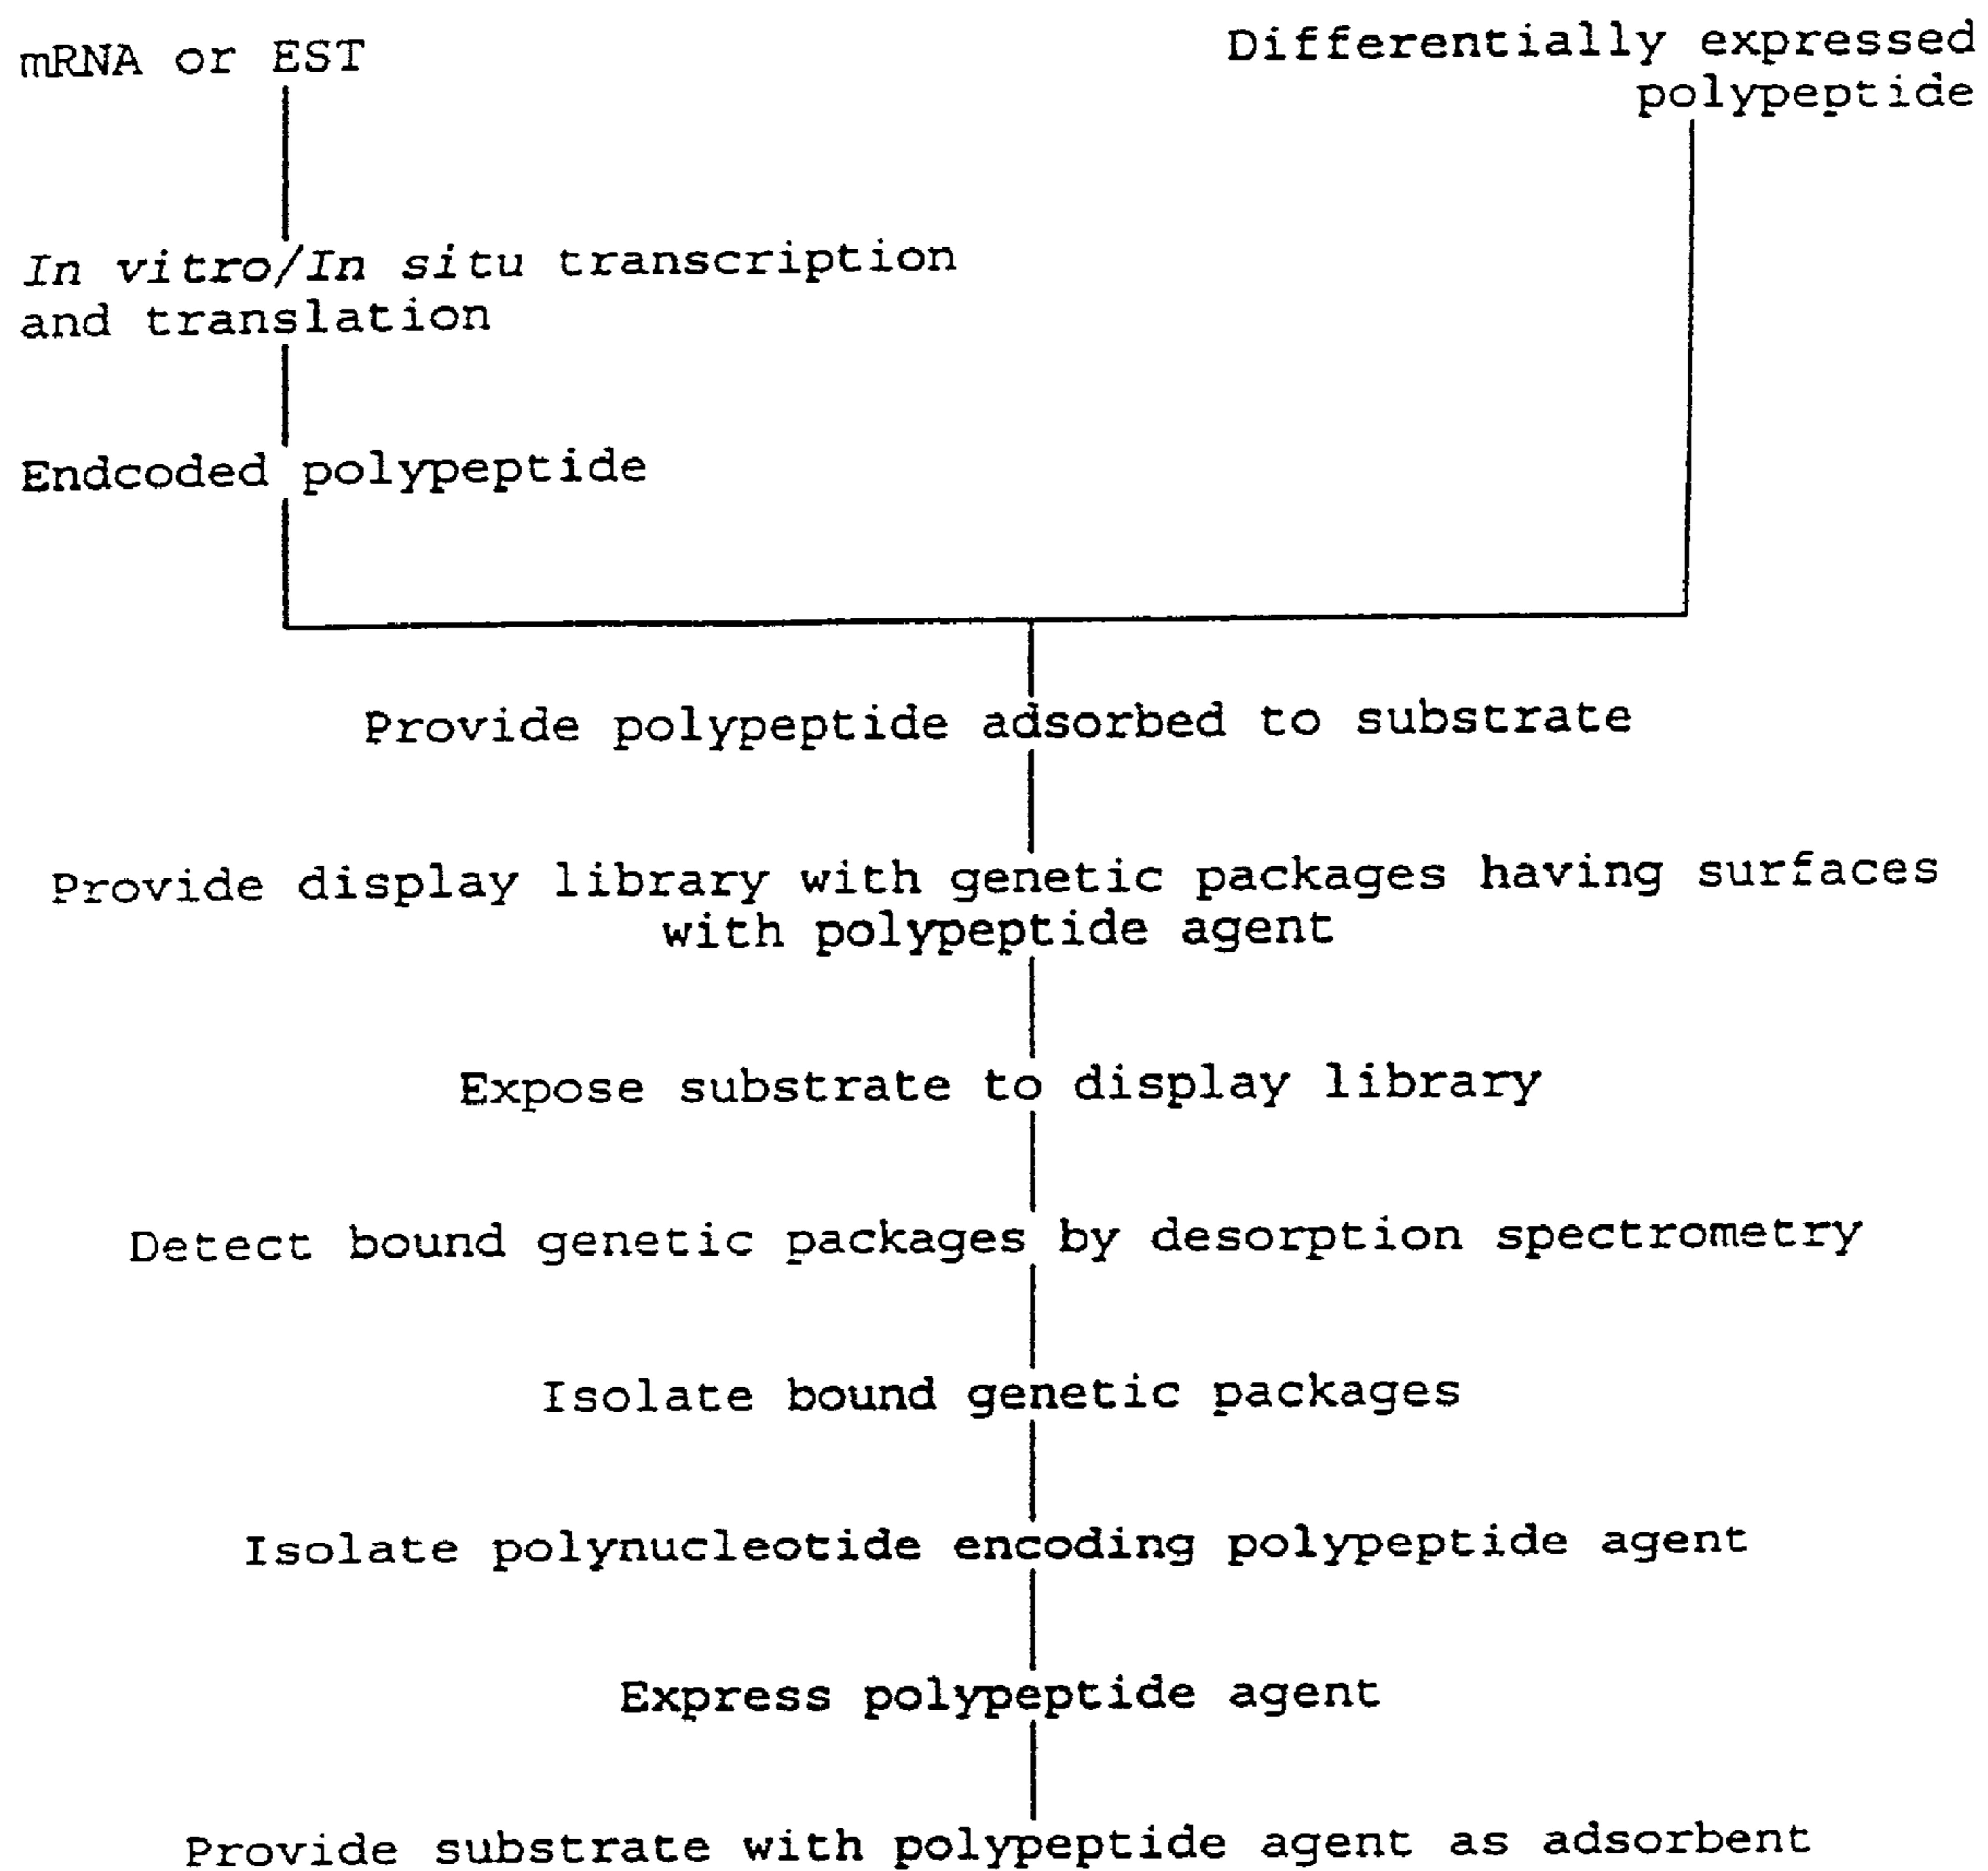 mRNA or EST
Differentially expressed
polypeptide
In vitro/In situ transcription
and translation
Endcoded polypeptide
Provide polypeptide adsorbed to substrate
Provide display library with genetic packages having surfaces
with polypeptide agent
Expose substrate to display library
Detect bound genetic packages by desorption spectrometry
Isolate bound genetic packages
Isolate polynucleotide encoding polypeptide agent
Express polypeptide agent
Provide substrate with polypeptide agent as adsorbent